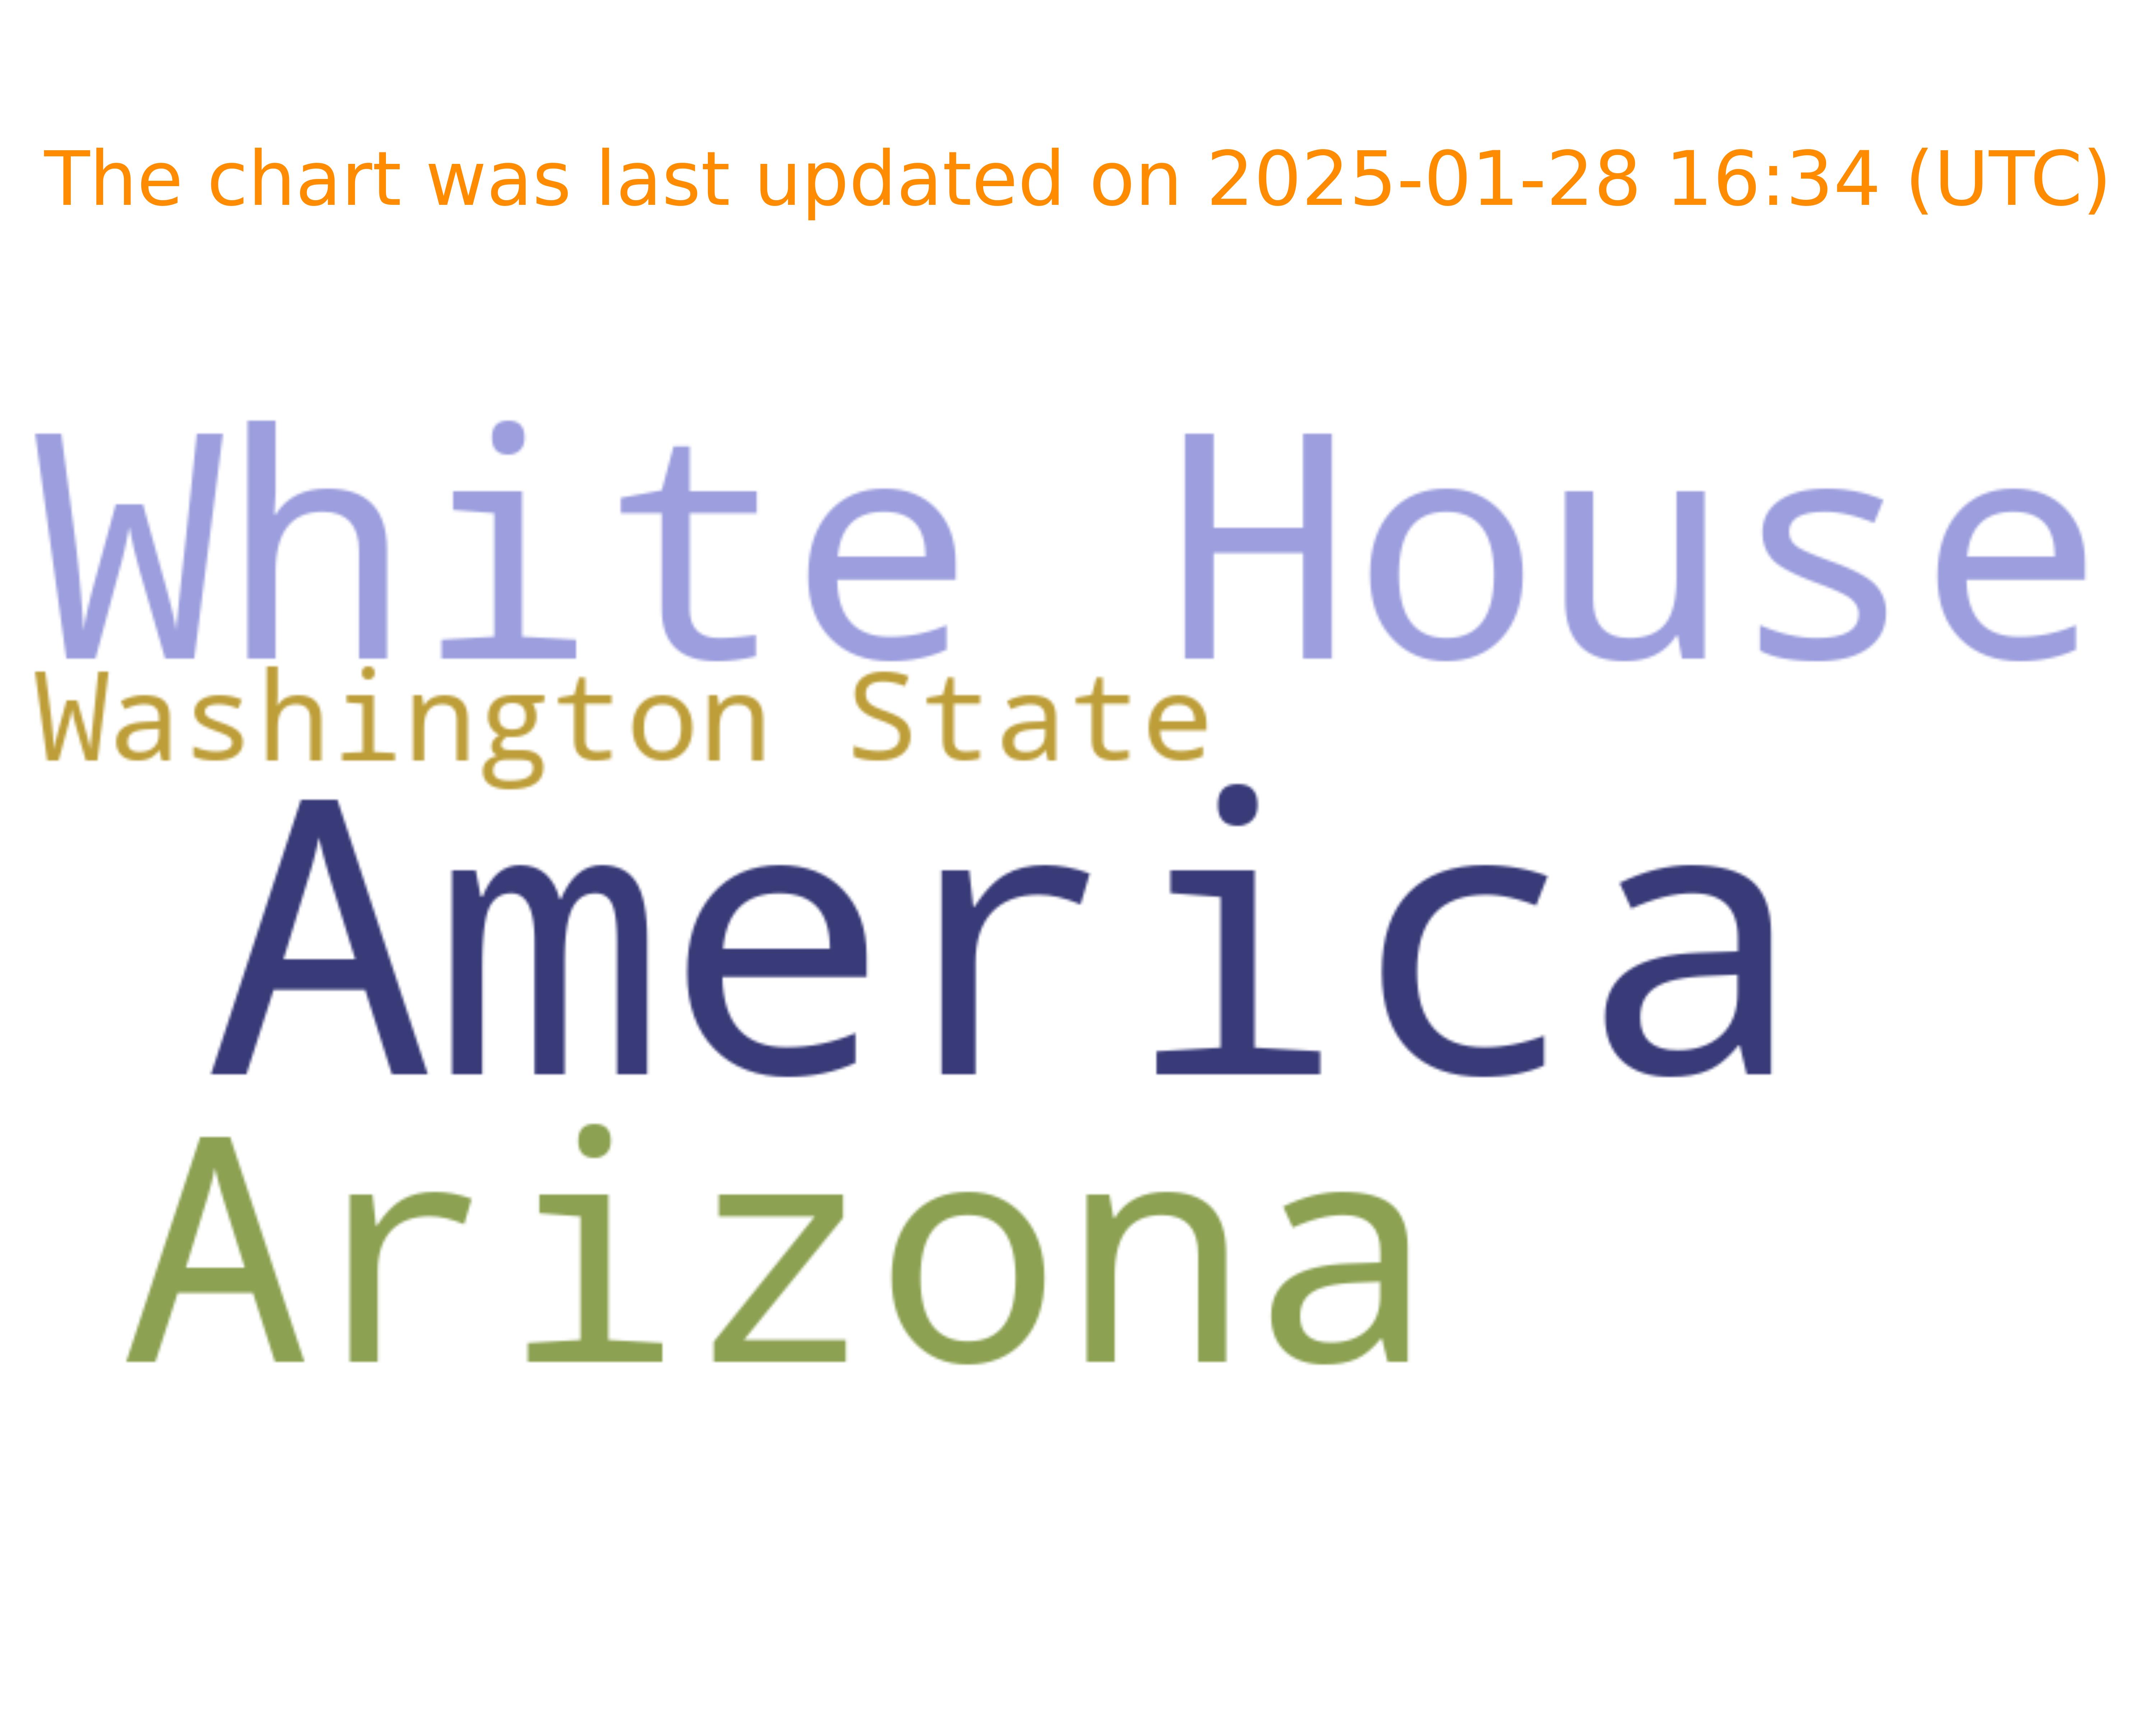 The chart was last updated on 2025-01-28 16:34 (UTC)
White House
Washington State
America
Arizona